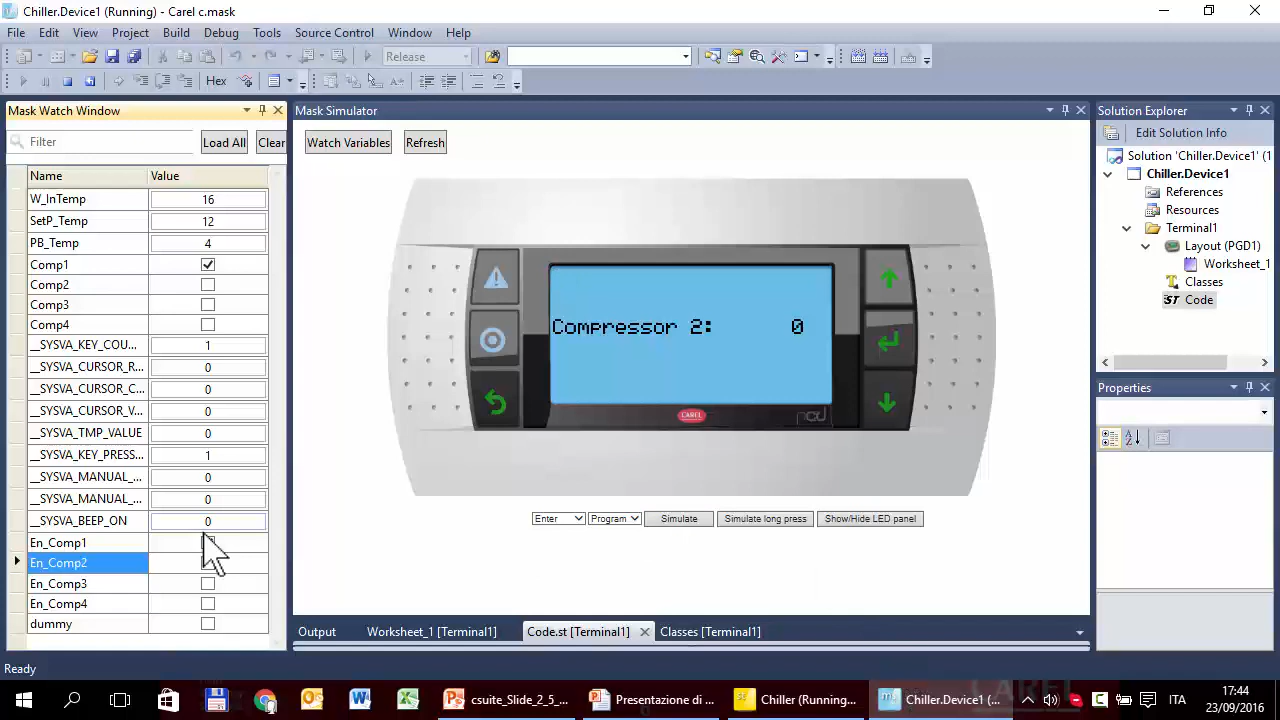 Chiller.Device1 (Running) - Carel c.mask
File Edit View Project Build Debug Tools Source Control Window Help
Release
Hex
Mask Watch Window
Filter
Load All
Clear
Name Value
W_InTemp 16
SetP_Temp 12
PB_Temp 4
Comp1
Comp2
Comp3
Comp4
__SYSVA_KEY_COU... 1
__SYSVA_CURSOR_R... 0
__SYSVA_CURSOR_C... 0
__SYSVA_CURSOR_V... 0
__SYSVA_TMP_VALUE 0
__SYSVA_KEY_PRESS... 1
__SYSVA_MANUAL_... 0
__SYSVA_MANUAL_... 0
__SYSVA_BEEP_ON 0
En_Comp1
En_Comp2
En_Comp3
En_Comp4
dummy
Mask Simulator
Watch Variables
Refresh
Compressor 2: 0
CAREL
Enter
Program
Simulate
Simulate long press
Show/Hide LED panel
Output
Worksheet_1 [Terminal1]
Code.st [Terminal1]
Classes [Terminal1]
Solution Explorer
Edit Solution Info
Solution 'Chiller.Device1' (1
Chiller.Device1
References
Resources
Terminal1
Layout (PGD1)
Worksheet_1
Classes
ST Code
Properties
Ready
csuite_Slide_2_5_...
Presentazione di ...
Chiller (Running...
Chiller.Device1 (...
ITA
17:44
23/09/2016